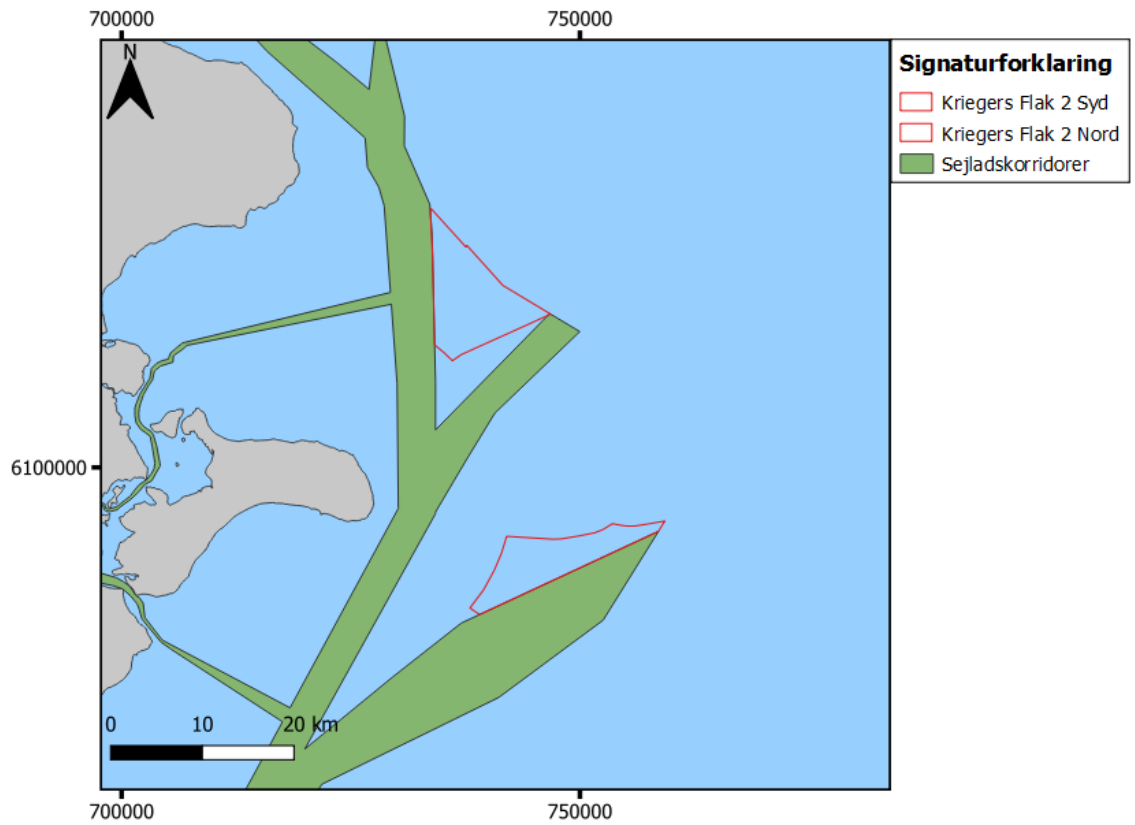 700000 750000
N
Signaturforklaring
Kriegers Flak 2 Syd
Kriegers Flak 2 Nord
Sejladskorridorer
6100000
0 10 20 km
700000 750000